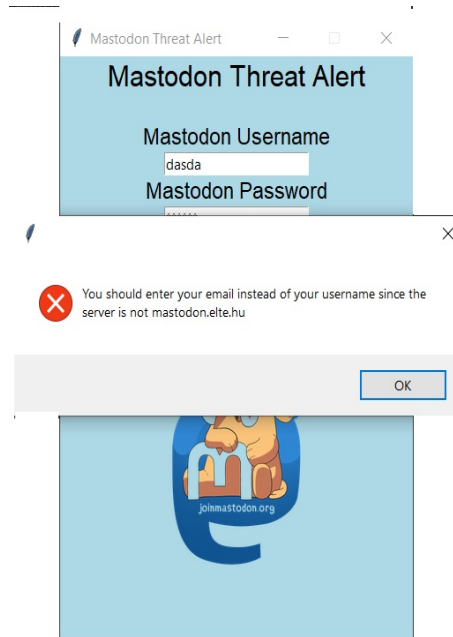 Mastodon Threat Alert
Mastodon Threat Alert
Mastodon Username
dasda
Mastodon Password
You should enter your email instead of your username since the
server is not mastodon.elte.hu
OK
joinmastodon.org